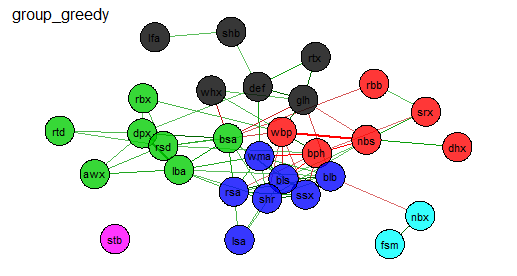 group_greedy
lfa
shb
rtx
def
whx
glh
rbb
rbx
srx
rtd
dpx
bsa
wbp
nbs
rsd
wma
bph
dhx
awx
lba
bls
blb
rsa
shr
ssx
nbx
stb
lsa
fsm